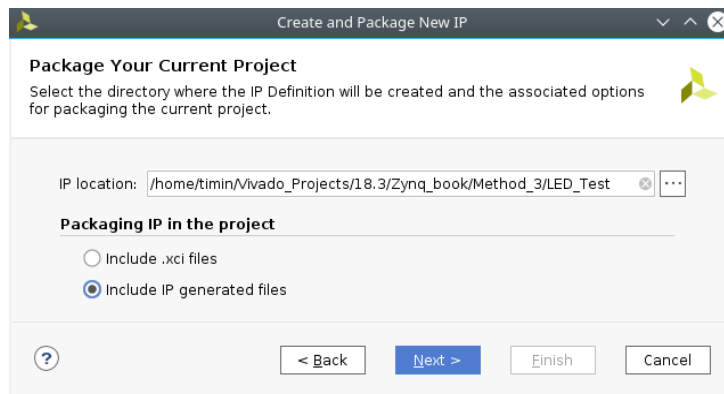 Create and Package New IP
Package Your Current Project
Select the directory where the IP Definition will be created and the associated options
for packaging the current project.
IP location: /home/timin/Vivado_Projects/18.3/Zynq_book/Method_3/LED_Test ...
Packaging IP in the project
Include .xci files
Include IP generated files
? < Back Next > Finish Cancel